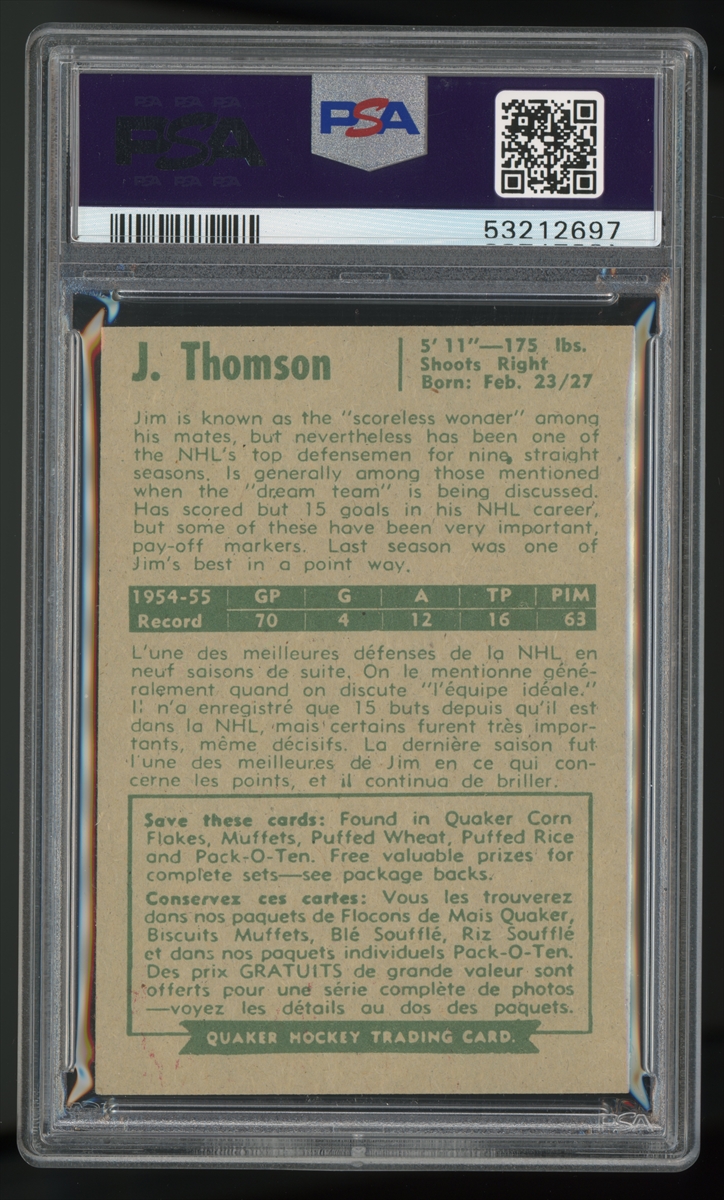 PSA PSA PSA
PSA
PSA PSA PSA
PSA
53212697
J. Thomson
5' 11"—175 lbs.
Shoots Right
Born: Feb. 23/27
Jim is known as the "scoreless wonder" among
his mates, but nevertheless has been one of
the NHL's top defensemen for nine straight
seasons. Is generally among those mentioned
when the "dream team" is being discussed.
Has scored but 15 goals in his NHL career,
but some of these have been very important,
pay-off markers. Last season was one of
Jim's best in a point way.
1954-55 GP G A TP PIM
Record 70 4 12 16 63
L'une des meilleures défenses de la NHL en
neuf saisons de suite. On le mentionne géné-
ralement quand on discute "l'équipe idéale."
Il n'a enregistré que 15 buts depuis qu'il est
dans la NHL, mais certains furent très impor-
tants, même décisifs. La dernière saison fut
l'une des meilleures de Jim en ce qui con-
cerne les points, et il continua de briller.
Save these cards: Found in Quaker Corn
Flakes, Muffets, Puffed Wheat, Puffed Rice
and Pack-O-Ten. Free valuable prizes for
complete sets—see package backs.
Conservez ces cartes: Vous les trouverez
dans nos paquets de Flocons de Mais Quaker,
Biscuits Muffets, Blé Soufflé, Riz Soufflé
et dans nos paquets individuels Pack-O-Ten.
Des prix GRATUITS de grande valeur sont
offerts pour une série complète de photos
—voyez les détails au dos des paquets.
QUAKER HOCKEY TRADING CARD.
PSA